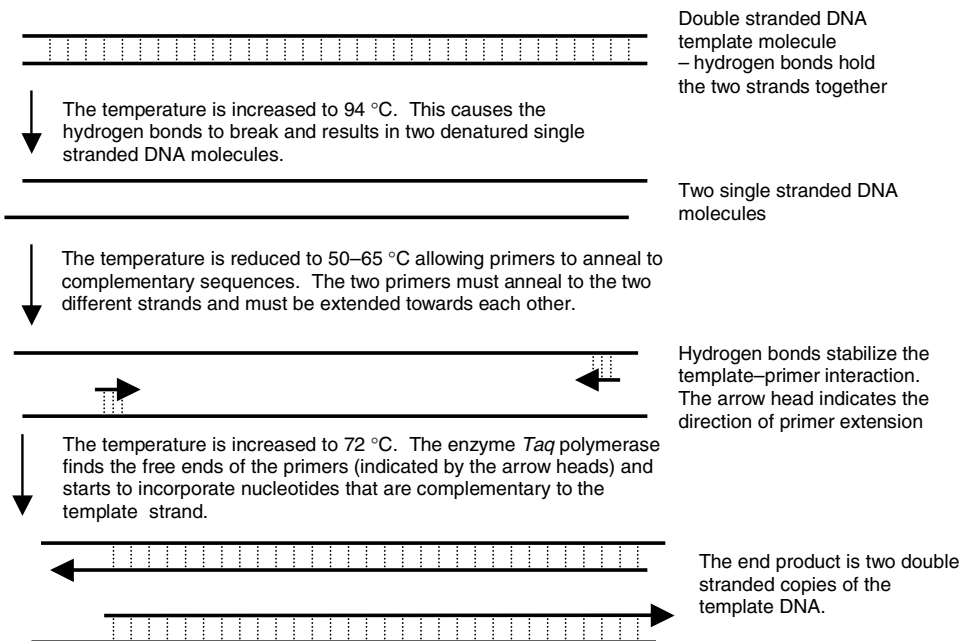 Double stranded DNA
template molecule
– hydrogen bonds hold
the two strands together
The temperature is increased to 94 °C. This causes the
hydrogen bonds to break and results in two denatured single
stranded DNA molecules.
Two single stranded DNA
molecules
The temperature is reduced to 50–65 °C allowing primers to anneal to
complementary sequences. The two primers must anneal to the two
different strands and must be extended towards each other.
Hydrogen bonds stabilize the
template–primer interaction.
The arrow head indicates the
direction of primer extension
The temperature is increased to 72 °C. The enzyme Taq polymerase
finds the free ends of the primers (indicated by the arrow heads) and
starts to incorporate nucleotides that are complementary to the
template strand.
The end product is two double
stranded copies of the
template DNA.